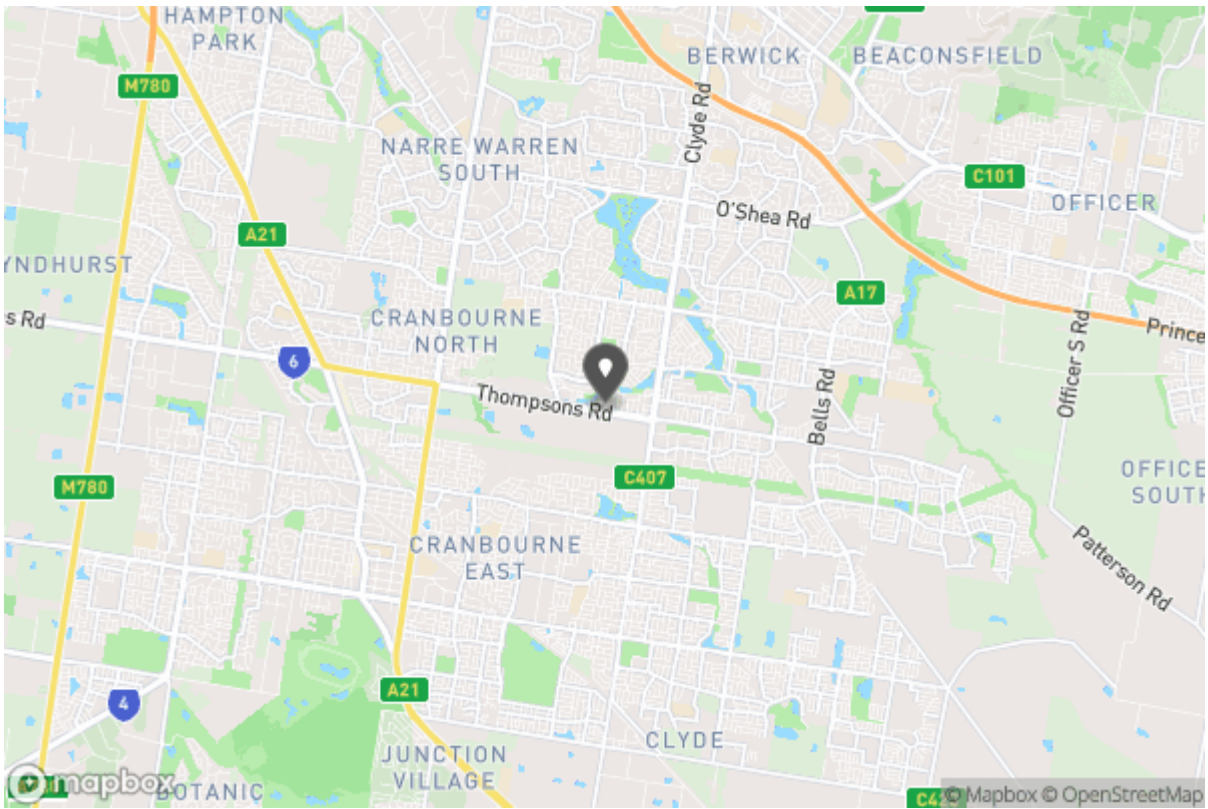 HAMPTON
PARK
BERWICK
BEACONSFIELD
M780
Clyde Rd
NARRE WARREN
SOUTH
C101
OFFICER
O'Shea Rd
A21
YNDHURST
A17
s Rd
CRANBOURNE
NORTH
6
Prince
Officer S Rd
Thompsons Rd
Bells Rd
M780
C407
OFFICE
SOUTH
CRANBOURNE
EAST
Patterson Rd
A21
4
JUNCTION
VILLAGE
CLYDE
mapbox
BOTANIC
© Mapbox © OpenStreetMap